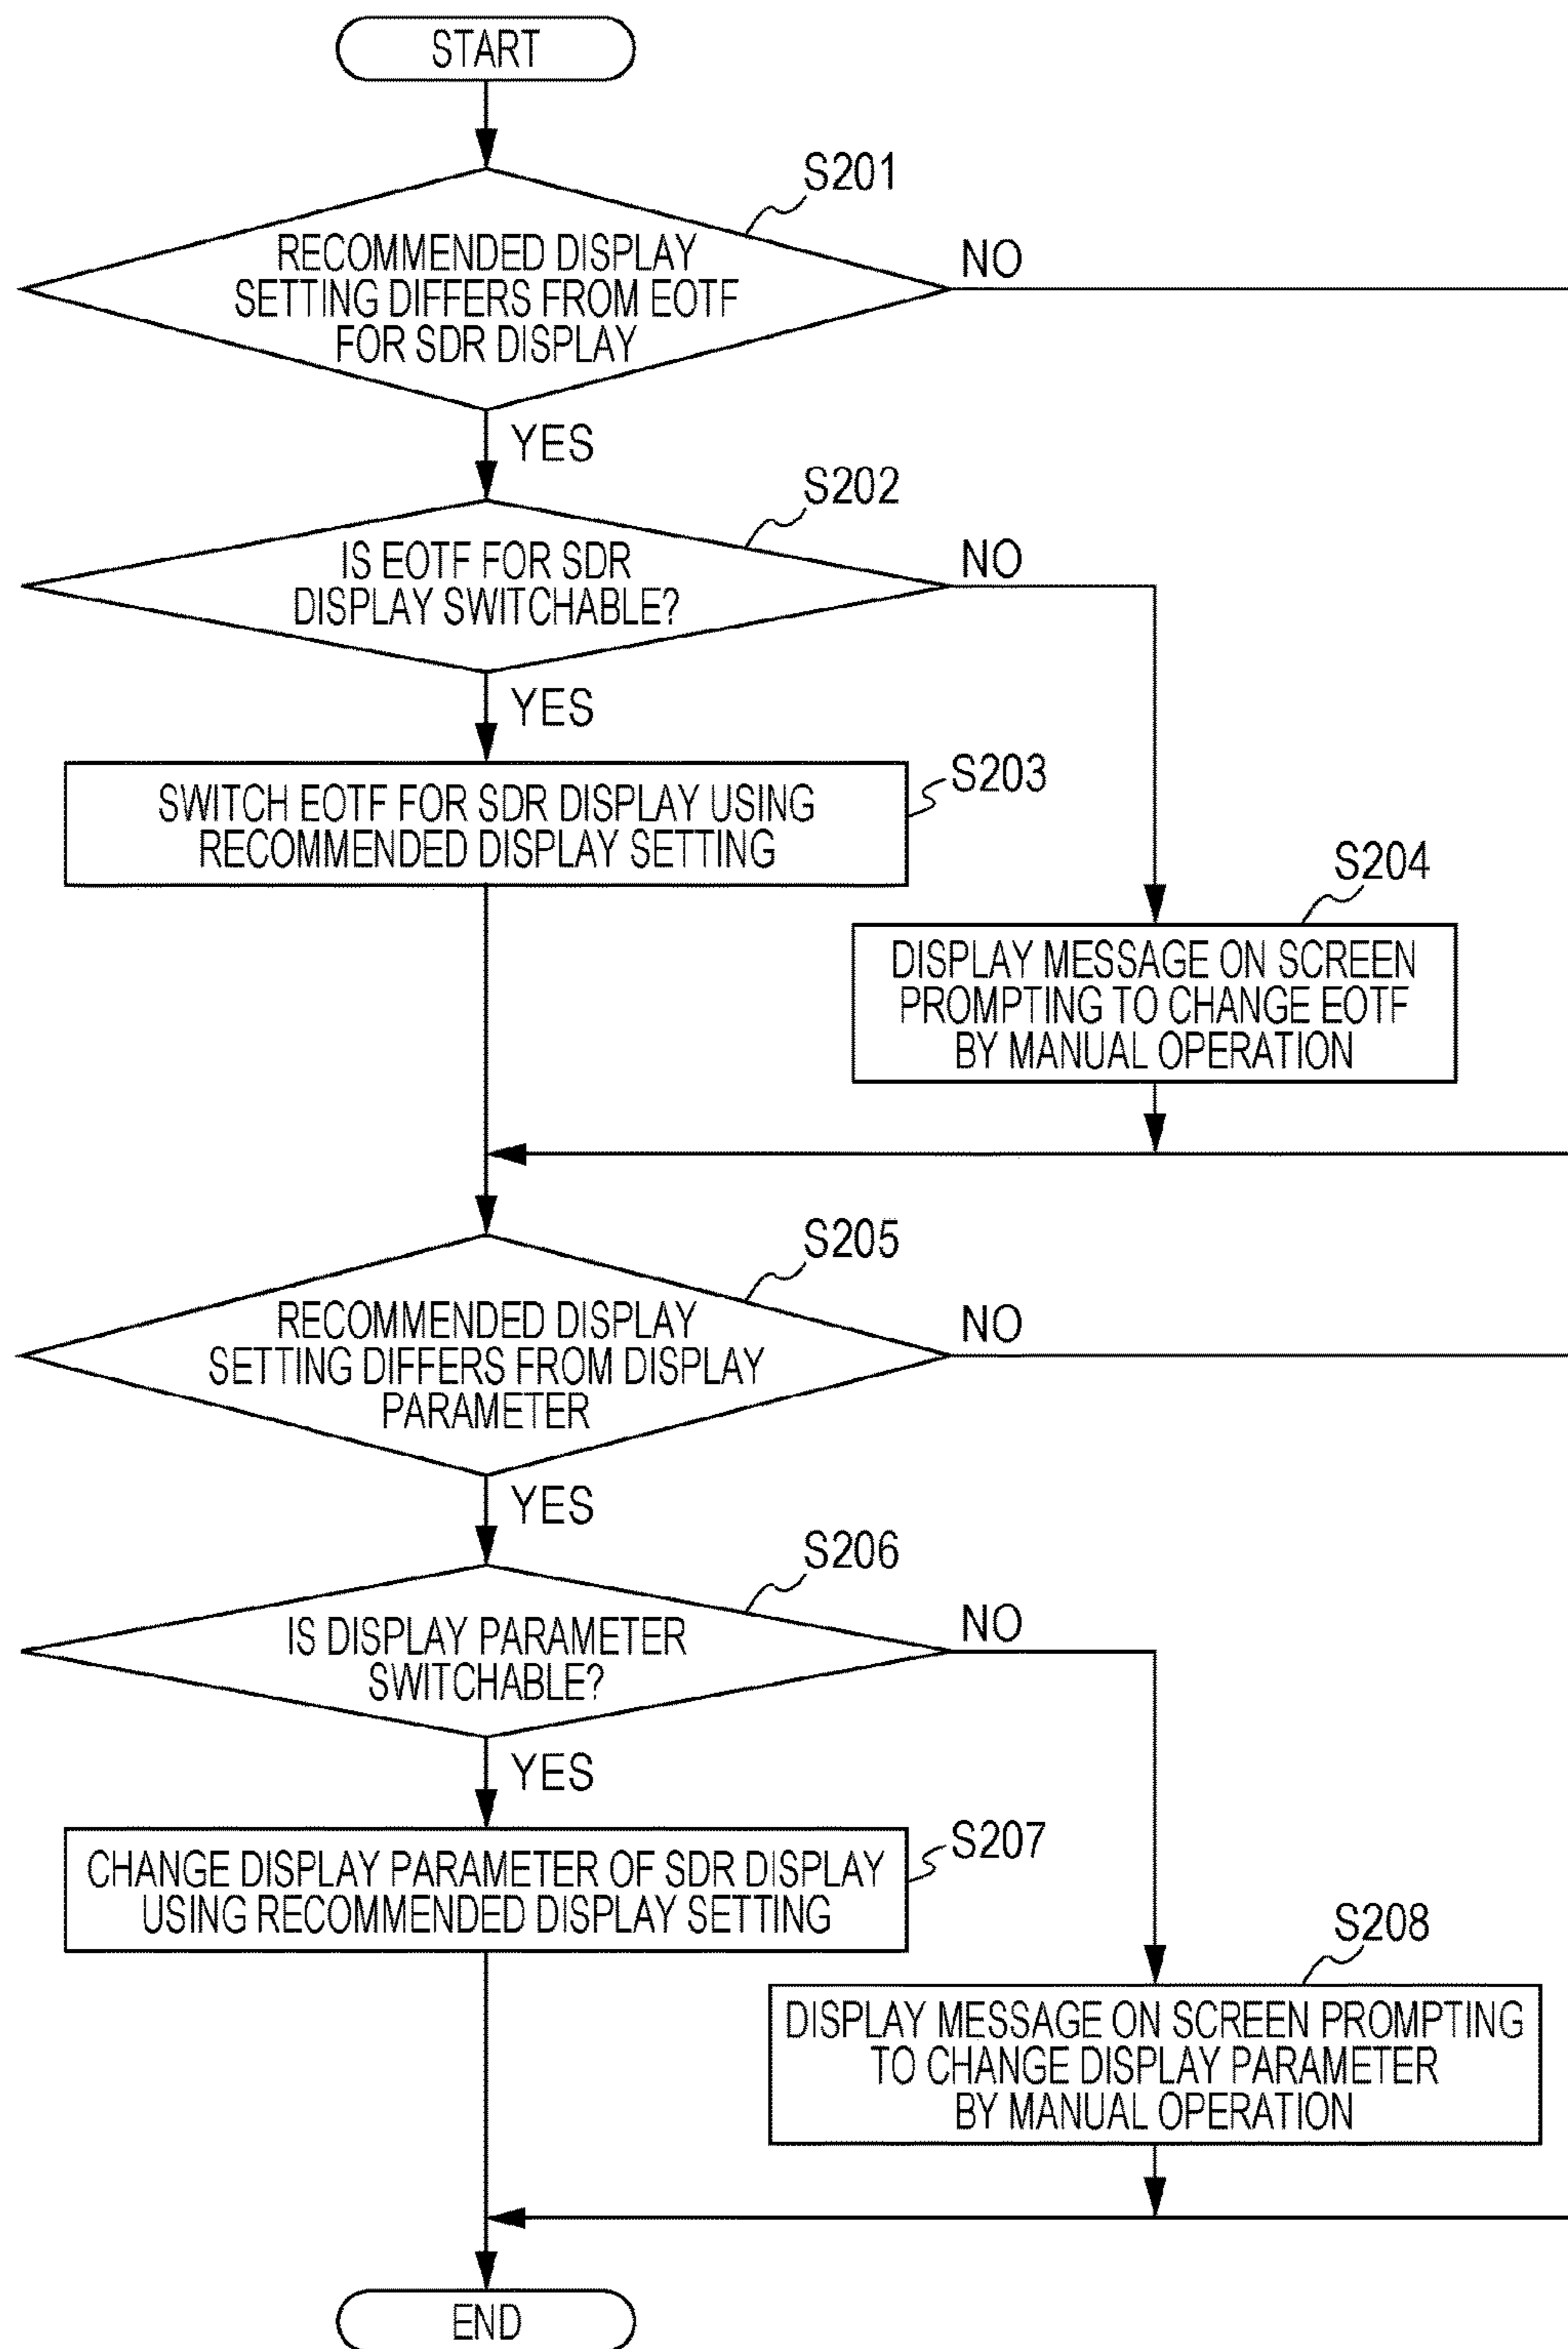 START
S201
RECOMMENDED DISPLAY
SETTING DIFFERS FROM EOTF
FOR SDR DISPLAY
NO
YES
S202
IS EOTF FOR SDR
DISPLAY SWITCHABLE?
NO
YES
S203
SWITCH EOTF FOR SDR DISPLAY USING
RECOMMENDED DISPLAY SETTING
S204
DISPLAY MESSAGE ON SCREEN
PROMPTING TO CHANGE EOTF
BY MANUAL OPERATION
S205
RECOMMENDED DISPLAY
SETTING DIFFERS FROM DISPLAY
PARAMETER
NO
YES
S206
IS DISPLAY PARAMETER
SWITCHABLE?
NO
YES
S207
CHANGE DISPLAY PARAMETER OF SDR DISPLAY
USING RECOMMENDED DISPLAY SETTING
S208
DISPLAY MESSAGE ON SCREEN PROMPTING
TO CHANGE DISPLAY PARAMETER
BY MANUAL OPERATION
END